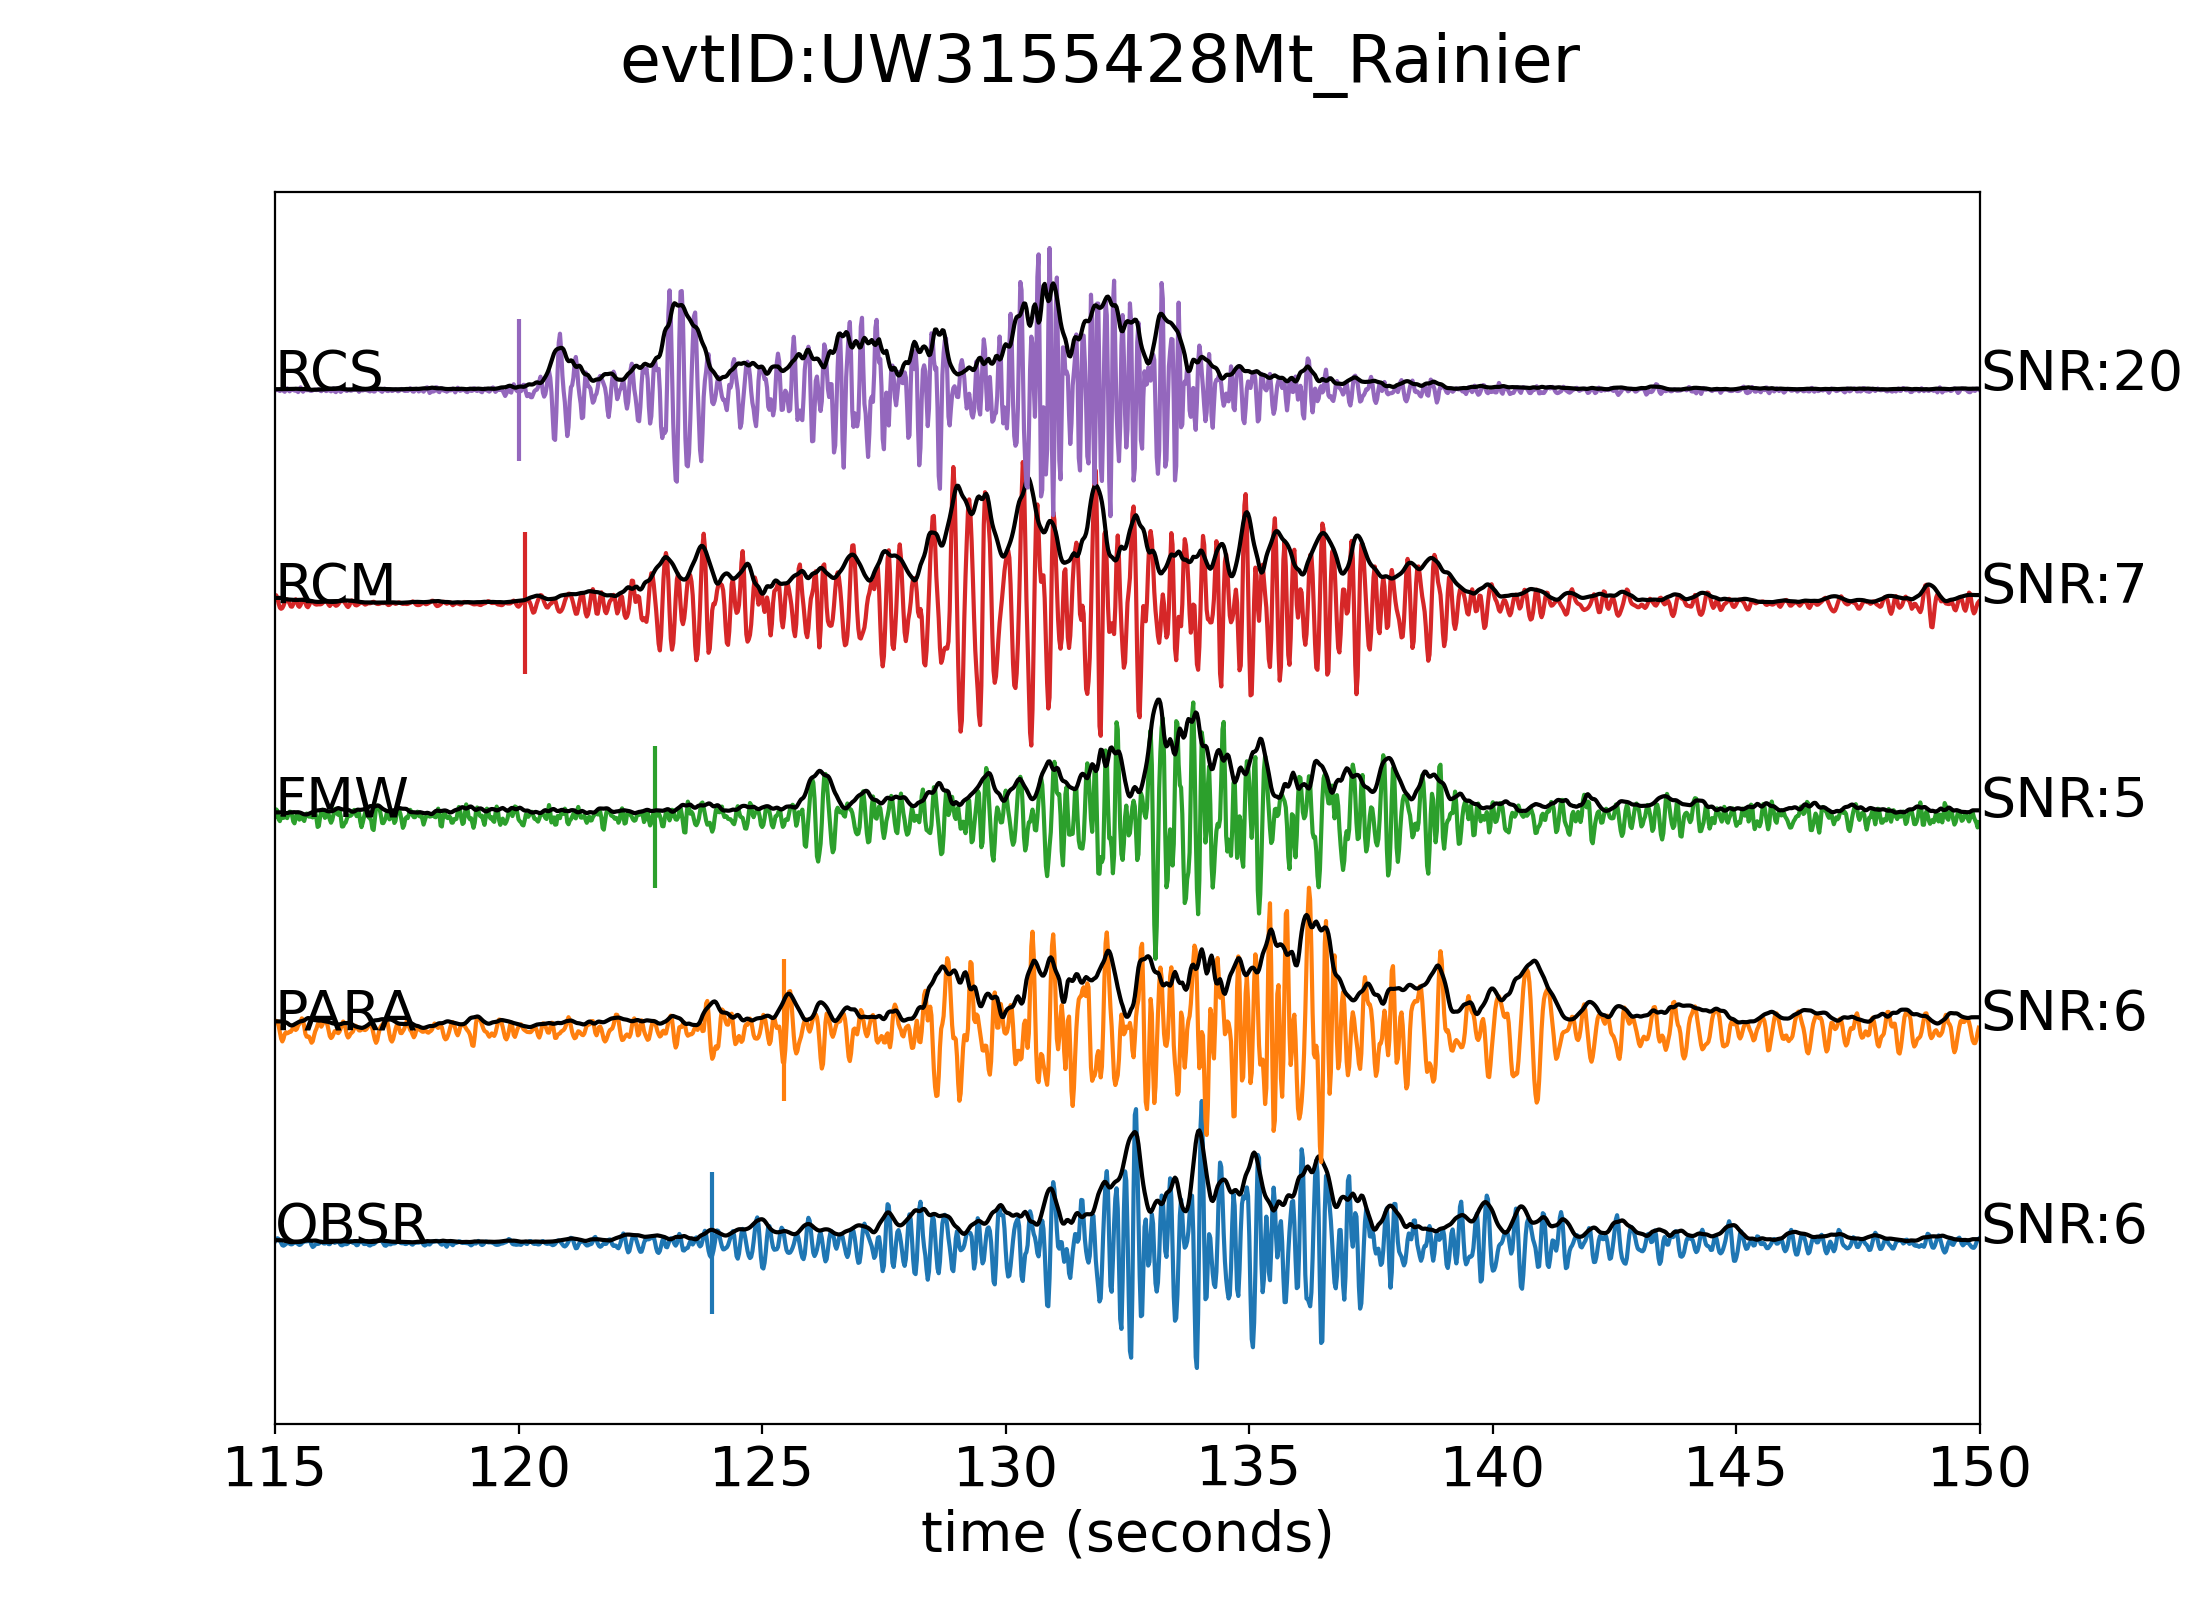 evtID:UW3155428Mt_Rainier
RCS SNR:20
RCM SNR:7
FMW SNR:5
PARA SNR:6
OBSR SNR:6
115 120 125 130 135 140 145 150
time (seconds)